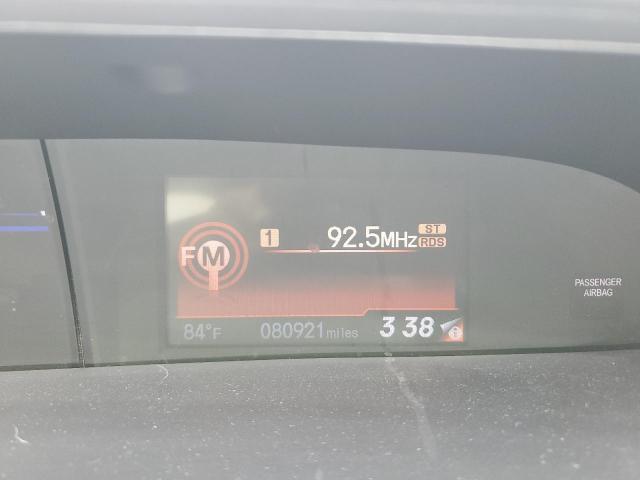 ST
1 92.5MHz RDS
FM
PASSENGER
AIRBAG
84°F 080921 miles 3 38